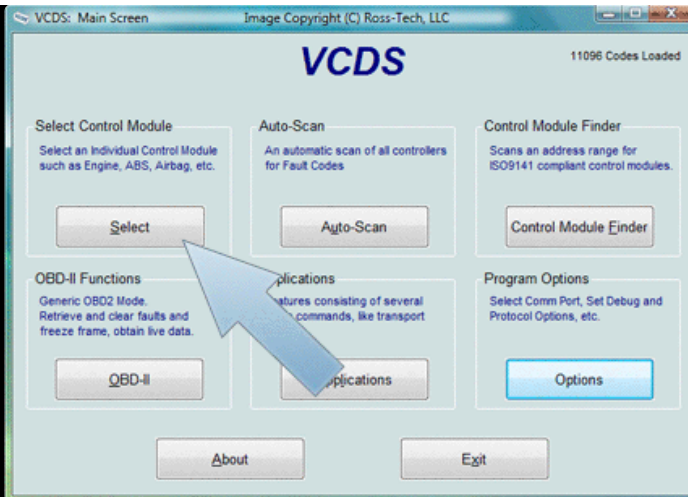 VCDS: Main Screen
Image Copyright (C) Ross-Tech, LLC
VCDS
11096 Codes Loaded
Select Control Module
Select an Individual Control Module
such as Engine, ABS, Airbag, etc.
Select
Auto-Scan
An automatic scan of all controllers
for Fault Codes
Auto-Scan
Control Module Finder
Scans an address range for
ISO9141 compliant control modules.
Control Module Finder
OBD-II Functions
Generic OBD2 Mode.
Retrieve and clear faults and
freeze frame, obtain live data.
OBD-II
plications
atures consisting of several
commands, like transport
pplications
Program Options
Select Comm Port, Set Debug and
Protocol Options, etc.
Options
About
Exit